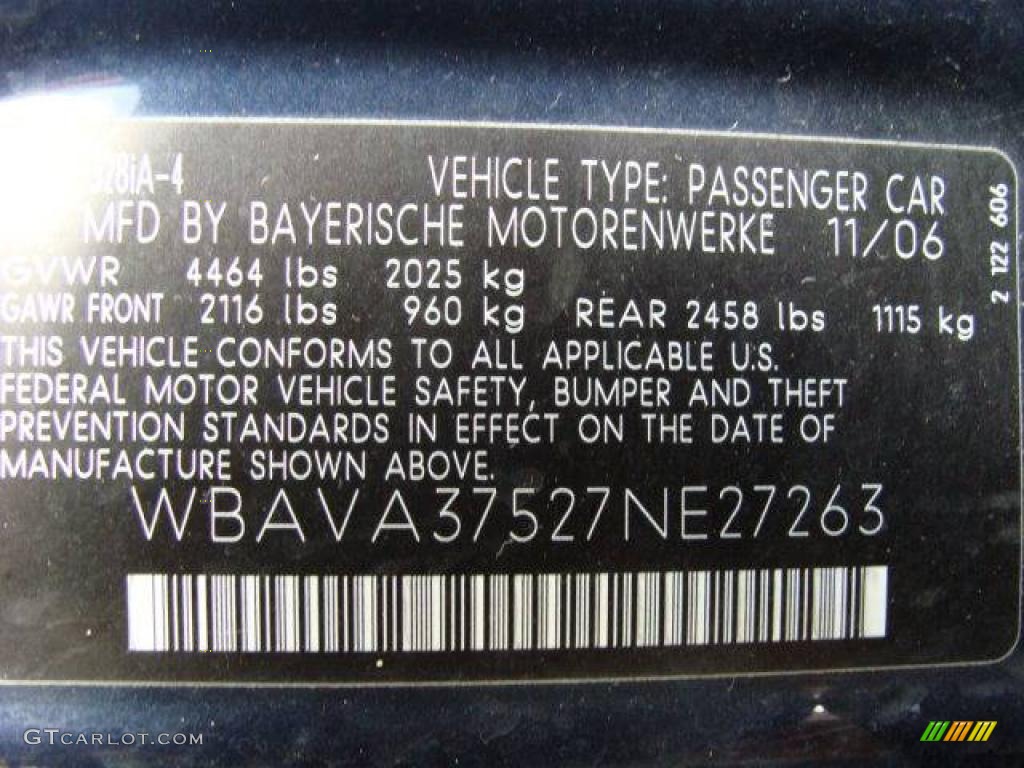 328iA-4 VEHICLE TYPE: PASSENGER CAR
MFD BY BAYERISCHE MOTORENWERKE 11/06
GVWR 4464 lbs 2025 kg
GAWR FRONT 2116 lbs 960 kg REAR 2458 lbs 1115 kg
THIS VEHICLE CONFORMS TO ALL APPLICABLE U.S.
FEDERAL MOTOR VEHICLE SAFETY, BUMPER AND THEFT
PREVENTION STANDARDS IN EFFECT ON THE DATE OF
MANUFACTURE SHOWN ABOVE.
WBAVA37527NE27263
2 122 606
GTCARLOT.COM